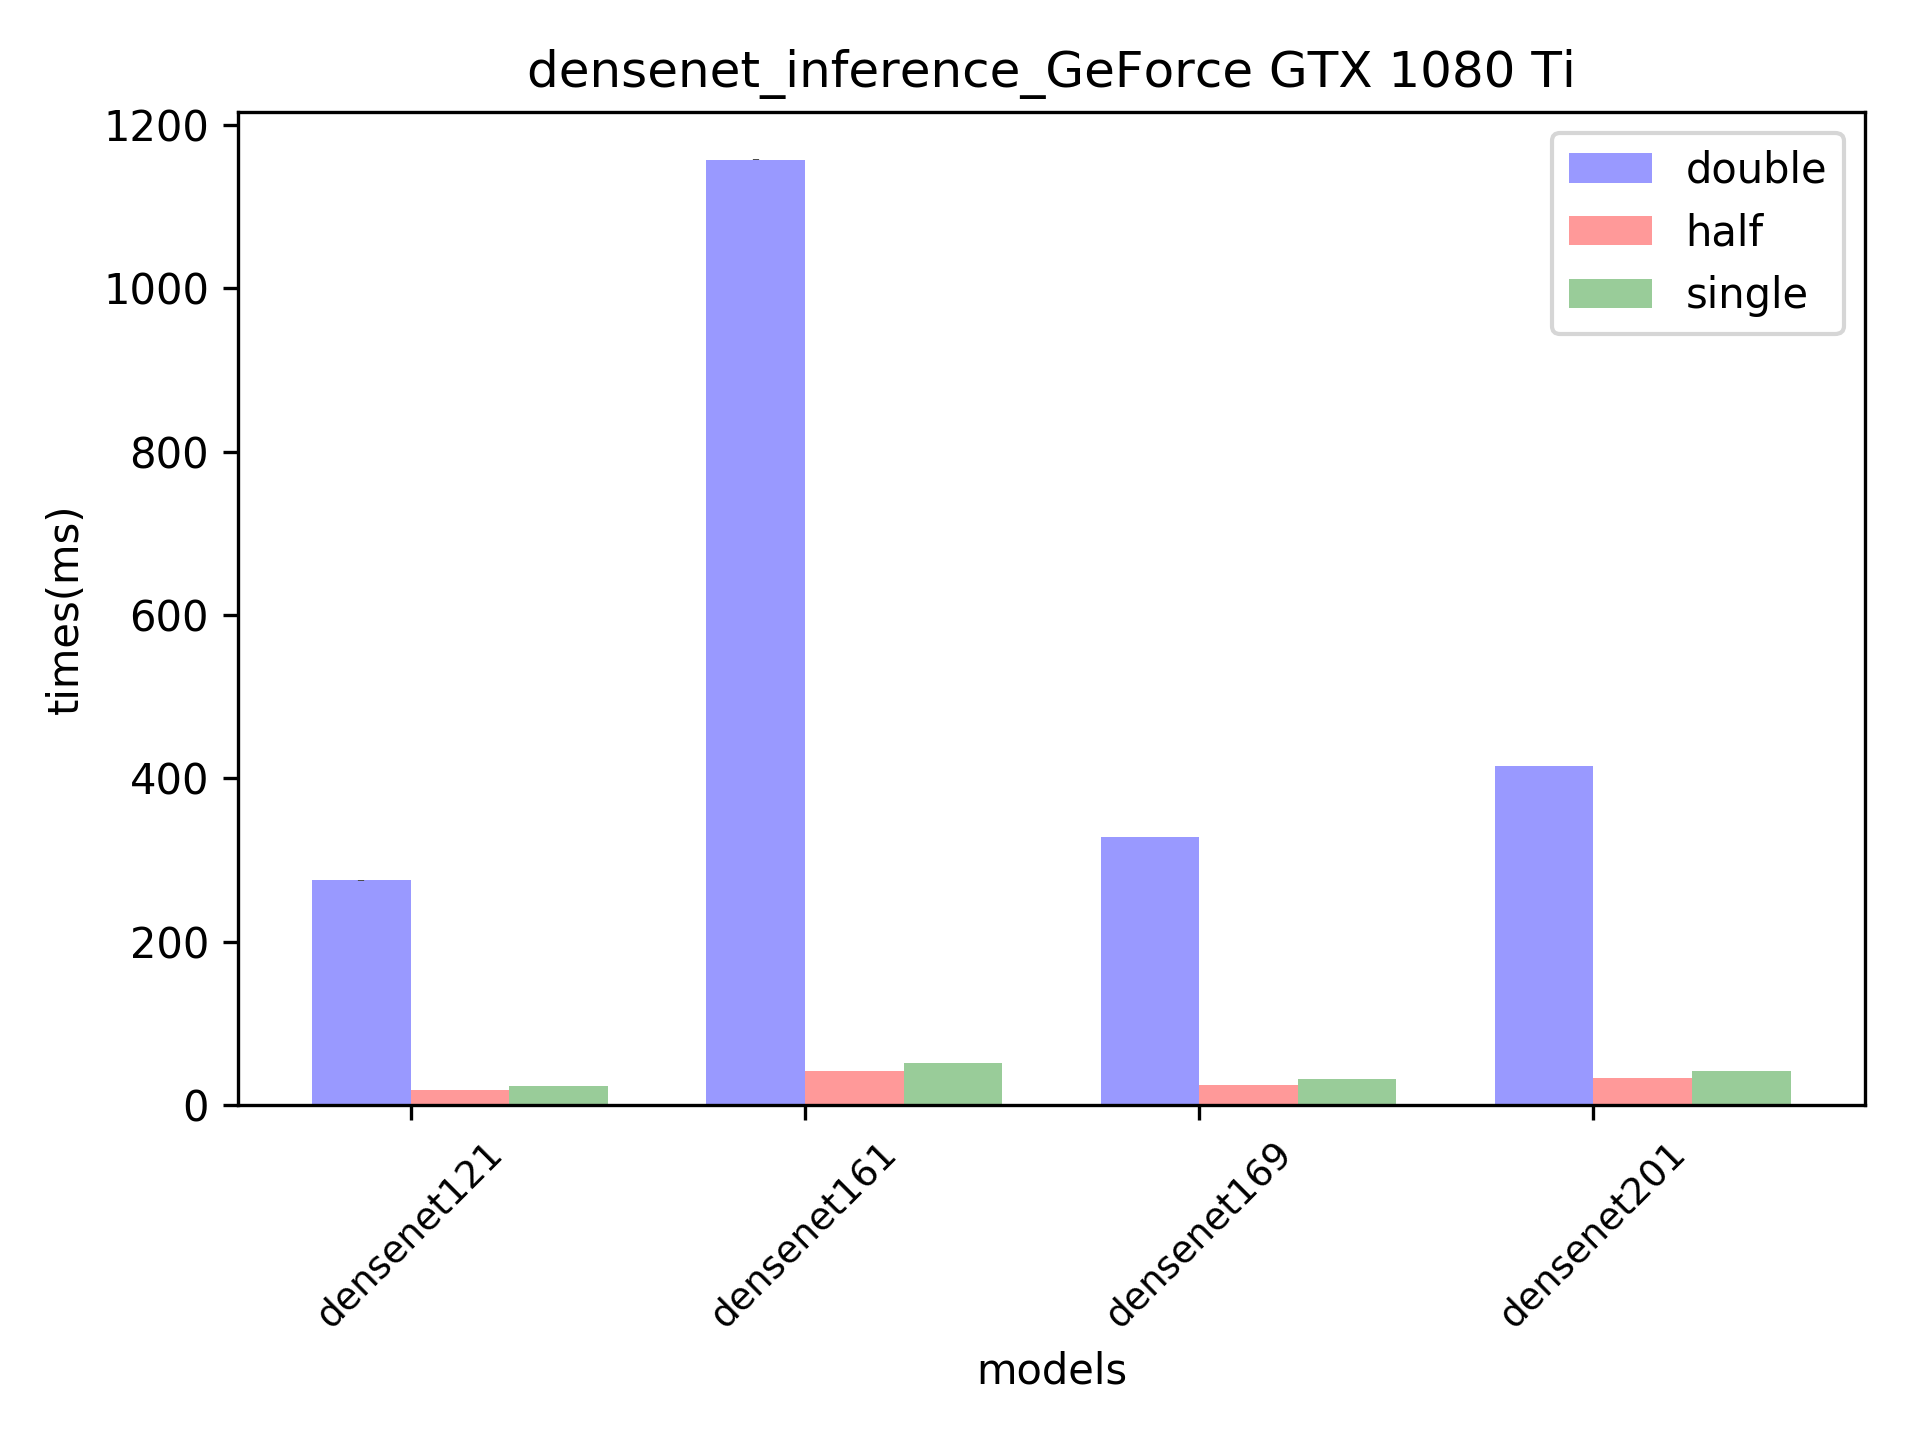 densenet_inference_GeForce GTX 1080 Ti
1200
1000
800
600
400
200
0
times(ms)
double
half
single
densenet121
densenet161
densenet169
densenet201
models